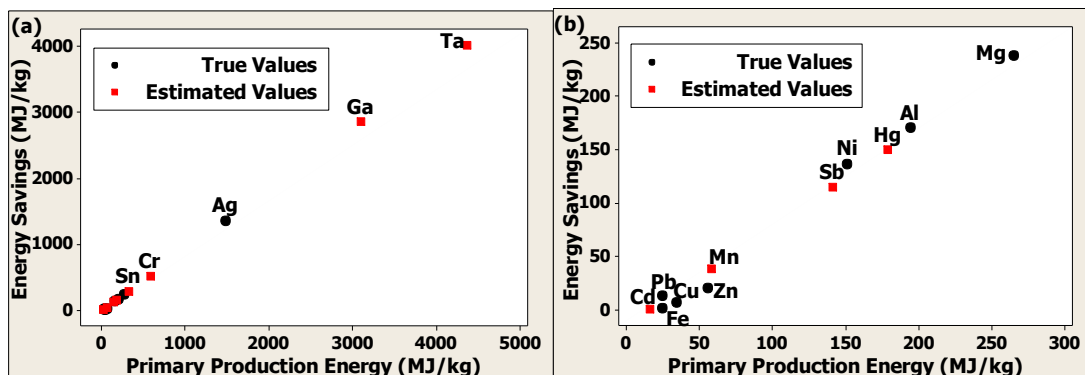 (a)
True Values
Estimated Values
Ta
Ga
Ag
Cr
Sn
Energy Savings (MJ/kg)
4000
3000
2000
1000
0
0 1000 2000 3000 4000 5000
Primary Production Energy (MJ/kg)
(b)
True Values
Estimated Values
Mg
Al
Hg
Ni
Sb
Mn
Pb
Cu
Zn
Cd
Fe
Energy Savings (MJ/kg)
250
200
150
100
50
0
0 50 100 150 200 250 300
Primary Production Energy (MJ/kg)